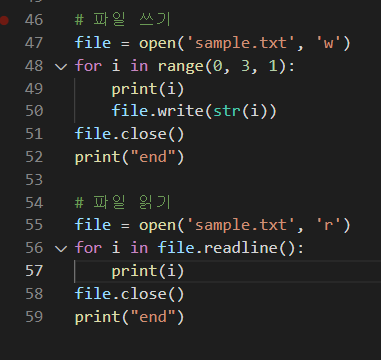 46 # 파일 쓰기
47 file = open('sample.txt', 'w')
48 for i in range(0, 3, 1):
49     print(i)
50     file.write(str(i))
51 file.close()
52 print("end")
53
54 # 파일 읽기
55 file = open('sample.txt', 'r')
56 for i in file.readline():
57     print(i)
58 file.close()
59 print("end")